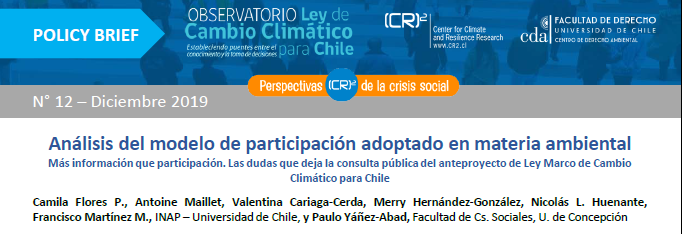 POLICY BRIEF
OBSERVATORIO Ley de
Cambio Climático
para Chile
Estableciendo puentes entre el
conocimiento y la toma de decisiones
(CR)²
Center for Climate
and Resilience Research
www.CR2.cl
cda
FACULTAD DE DERECHO
UNIVERSIDAD DE CHILE
CENTRO DE DERECHO AMBIENTAL
Perspectivas (CR)² de la crisis social
N° 12 – Diciembre 2019
Análisis del modelo de participación adoptado en materia ambiental
Más información que participación. Las dudas que deja la consulta pública del anteproyecto de Ley Marco de Cambio
Climático para Chile
Camila Flores P., Antoine Maillet, Valentina Cariaga-Cerda, Merry Hernández-González, Nicolás L. Huenante,
Francisco Martínez M., INAP – Universidad de Chile, y Paulo Yáñez-Abad, Facultad de Cs. Sociales, U. de Concepción